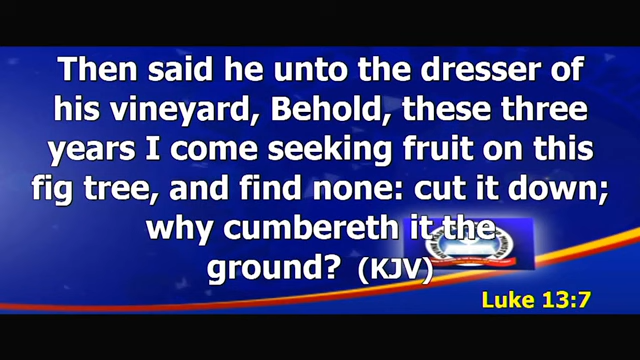 Then said he unto the dresser of
his vineyard, Behold, these three
years I come seeking fruit on this
fig tree, and find none: cut it down;
why cumbereth it the
ground? (KJV)
Luke 13:7